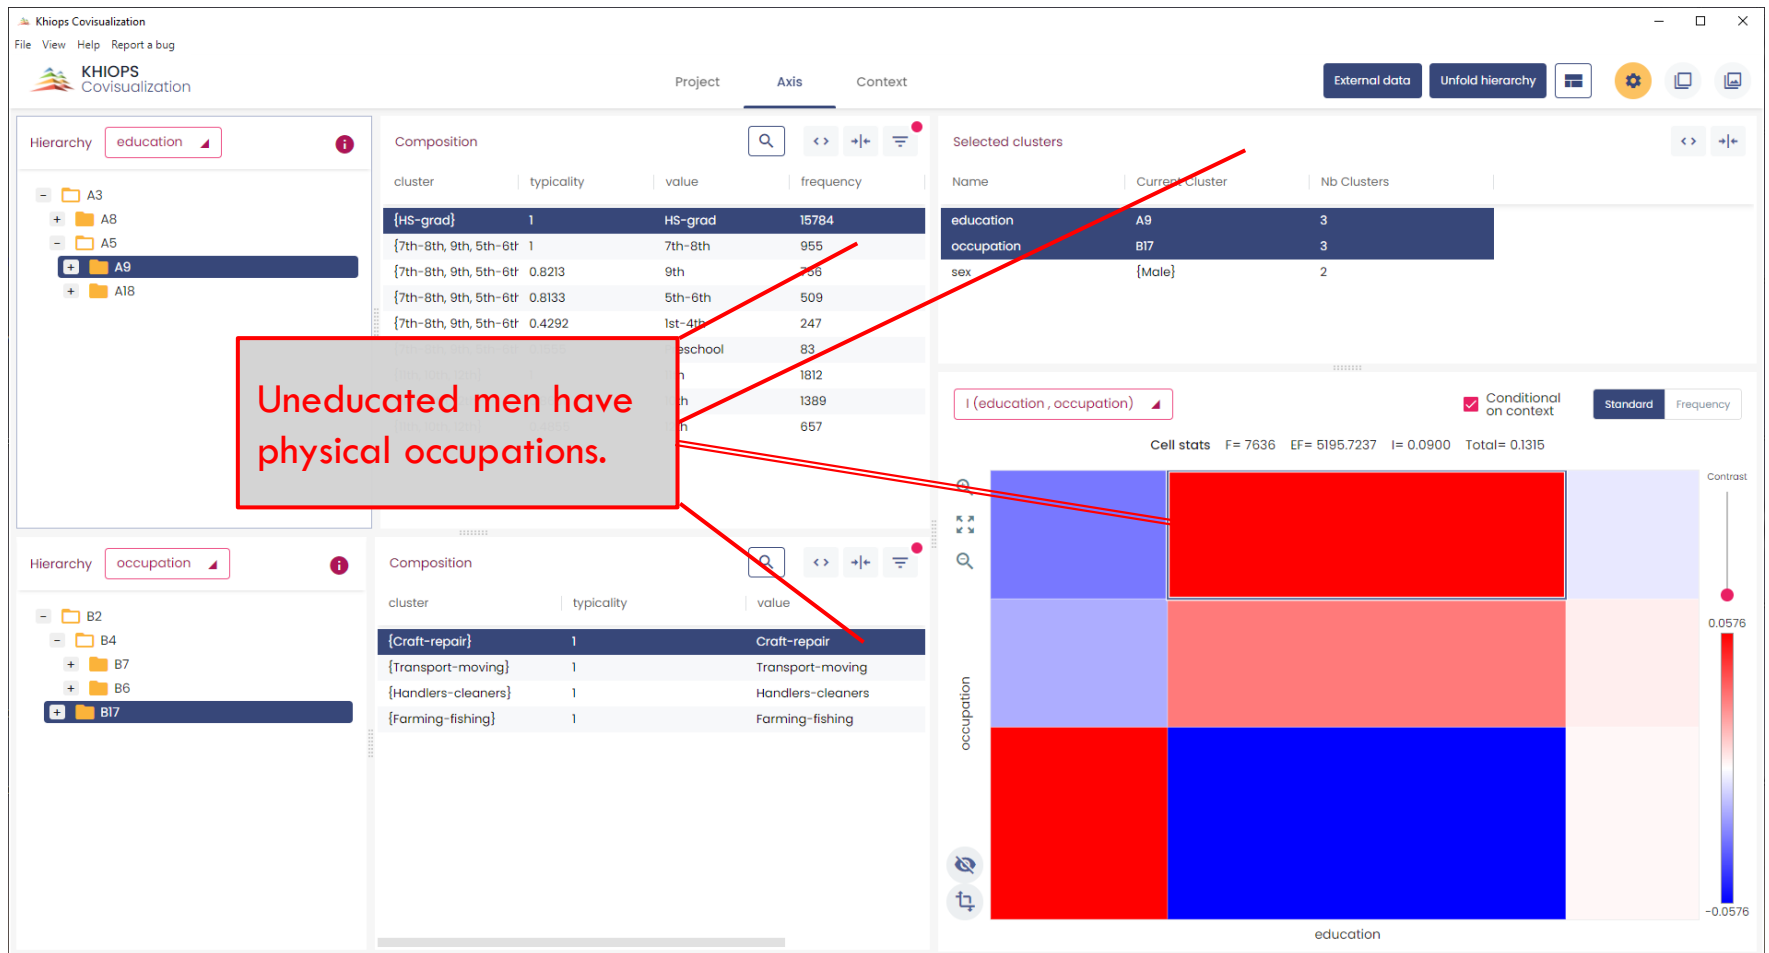 Khiops Covisualization
File View Help Report a bug
KHIOPS
Covisualization
Project Axis Context
External data Unfold hierarchy
Hierarchy education
A3
A8
A5
A9
A18
Composition
cluster typicality value frequency
{HS-grad} 1 HS-grad 15784
{7th-8th, 9th, 5th-6th 1 7th-8th 955
{7th-8th, 9th, 5th-6th 0.8213 9th 756
{7th-8th, 9th, 5th-6th 0.8133 5th-6th 509
{7th-8th, 9th, 5th-6th 0.4292 1st-4th 247
83
1812
1389
657
Uneducated men have
physical occupations.
Selected clusters
Name Current Cluster Nb Clusters
education A9 3
occupation B17 3
sex {Male} 2
I (education , occupation)
Conditional
on context
Standard Frequency
Cell stats F= 7636 EF= 5195.7237 I= 0.0900 Total= 0.1315
Contrast
0.0576
-0.0576
occupation
education
Hierarchy occupation
B2
B4
B7
B6
B17
Composition
cluster typicality value
{Craft-repair} 1 Craft-repair
{Transport-moving} 1 Transport-moving
{Handlers-cleaners} 1 Handlers-cleaners
{Farming-fishing} 1 Farming-fishing